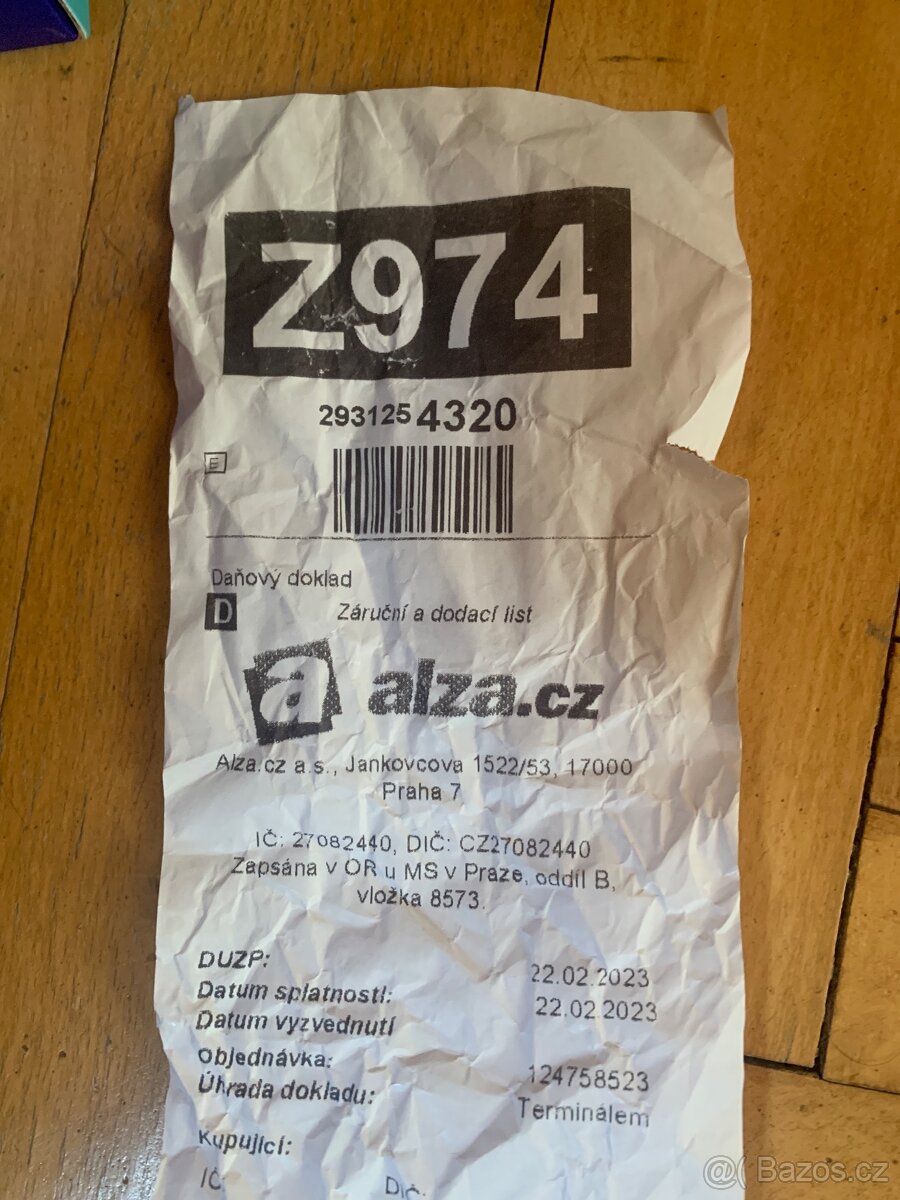 Z974
2931254320
E
Daňový doklad
D Záruční a dodací list
a alza.cz
Alza.cz a.s., Jankovcova 1522/53, 17000
Praha 7
IČ: 27082440, DIČ: CZ27082440
Zapsána v OR u MS v Praze, oddíl B,
vložka 8573.
DUZP: 22.02.2023
Datum splatnosti: 22.02.2023
Datum vyzvednutí
Objednávka: 124758523
Úhrada dokladu: Terminálem
Kupující:
IČ: DIČ:
@( Bazos.cz